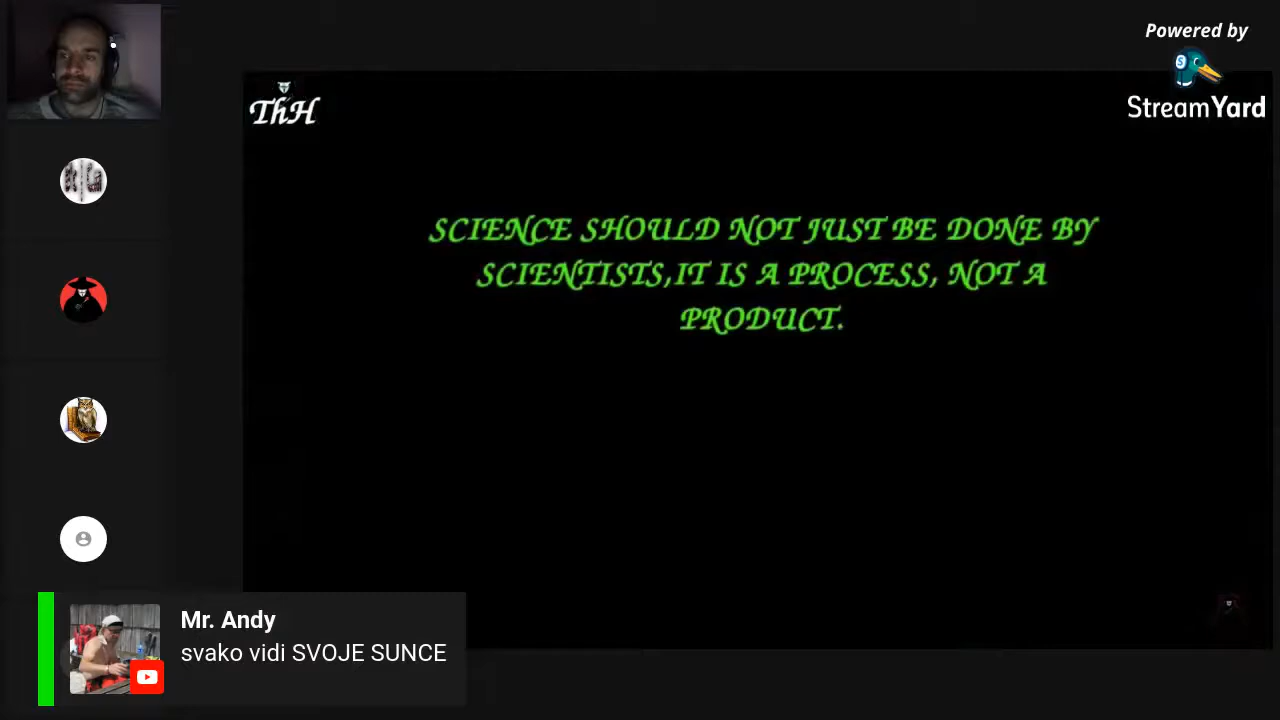 Powered by
StreamYard
ThH
SCIENCE SHOULD NOT JUST BE DONE BY
SCIENTISTS,IT IS A PROCESS, NOT A
PRODUCT.
Mr. Andy
svako vidi SVOJE SUNCE